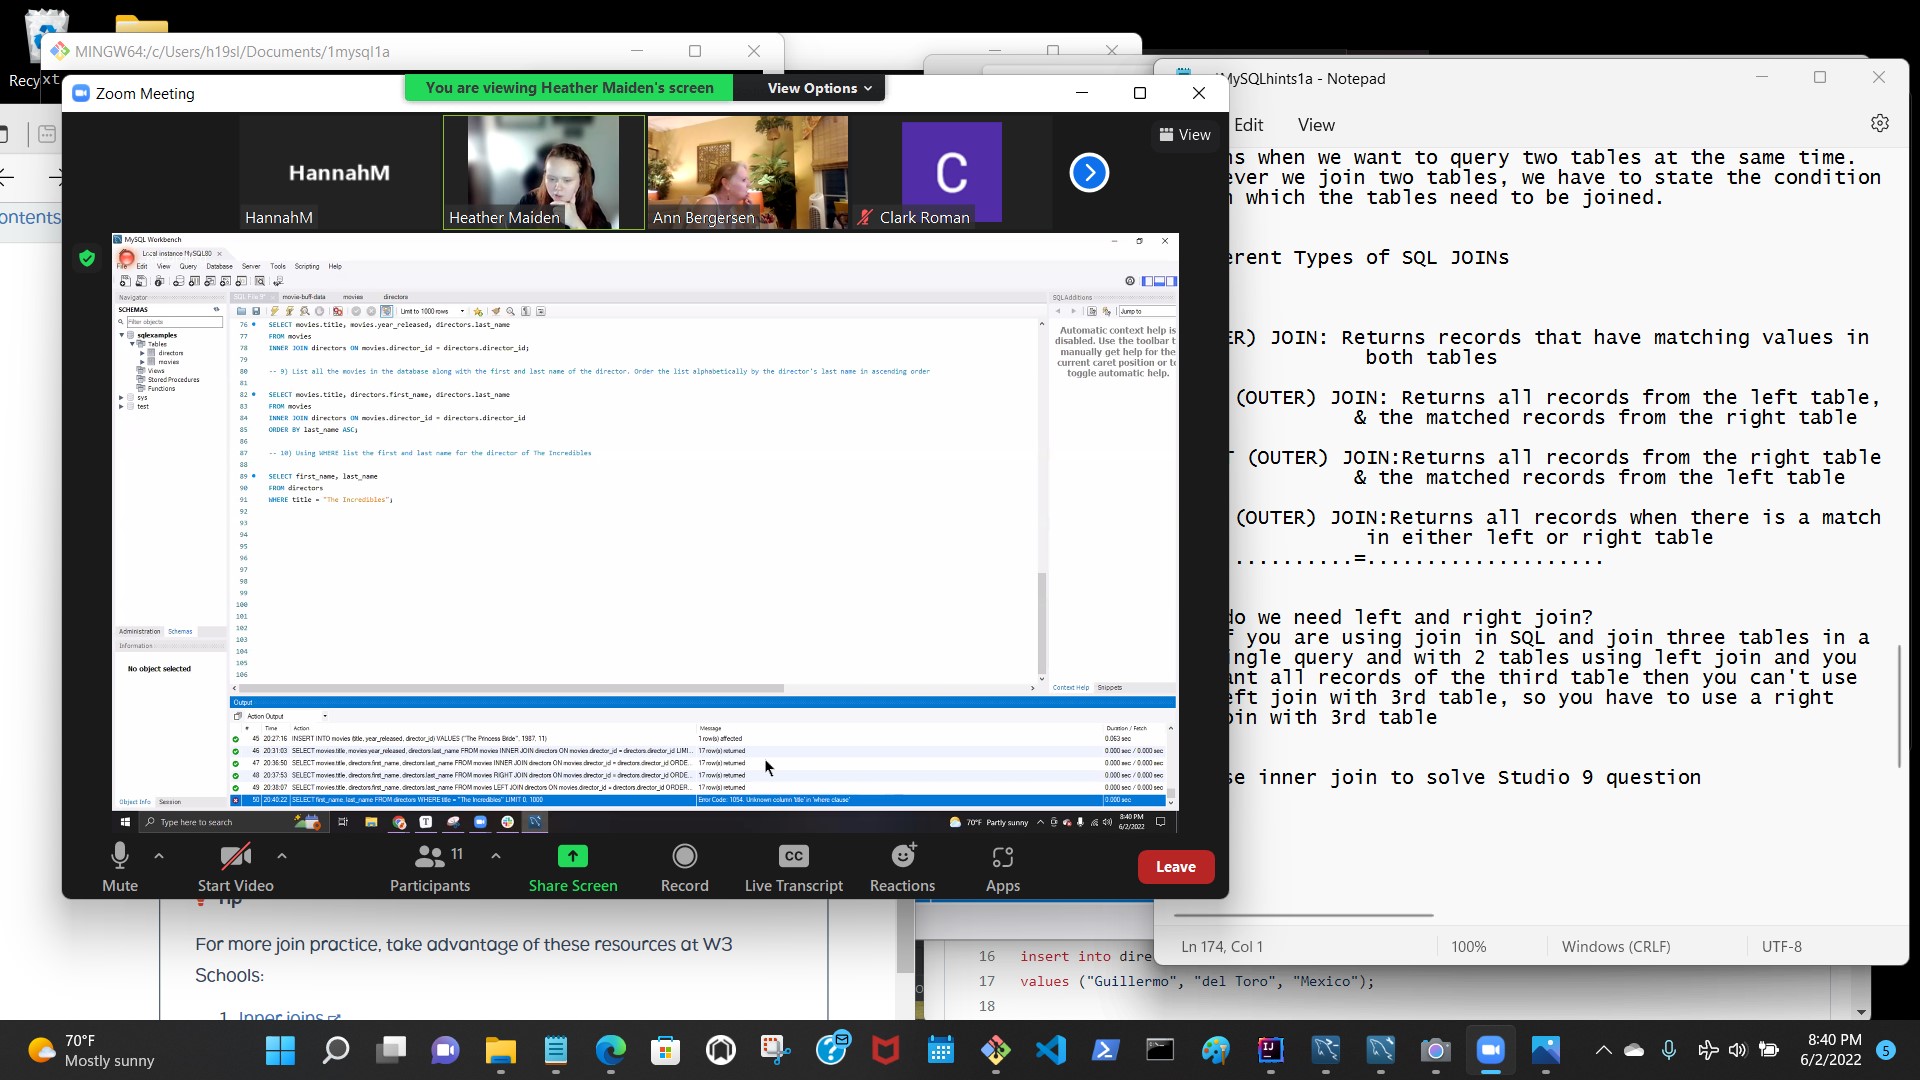 Recy
xt
MINGW64:/c/Users/h19sl/Documents/1mysql1a
Zoom Meeting
You are viewing Heather Maiden's screen
View Options
View
HannahM
HannahM
Heather Maiden
Ann Bergersen
C
Clark Roman
ontents
MySQL Workbench
Local instance MySQL80
File Edit View Query Database Server Tools Scripting Help
Navigator
SCHEMAS
Filter objects
sqlexamples
Tables
directors
movies
Views
Stored Procedures
Functions
sys
test
Administration Schemas
Information
No object selected
Object Info Session
movie-buff-data movies directors
Limit to 1000 rows
76 SELECT movies.title, movies.year_released, directors.last_name
77 FROM movies
78 INNER JOIN directors ON movies.director_id = directors.director_id;
79
80 -- 9) List all the movies in the database along with the first and last name of the director. Order the list alphabetically by the director's last name in ascending order
81
82 SELECT movies.title, directors.first_name, directors.last_name
83 FROM movies
84 INNER JOIN directors ON movies.director_id = directors.director_id
85 ORDER BY last_name ASC;
86
87 -- 10) Using WHERE list the first and last name for the director of The Incredibles
88
89 SELECT first_name, last_name
90 FROM directors
91 WHERE title = "The Incredibles";
92
93
94
95
96
97
98
99
100
101
102
103
104
105
106
SQLAdditions
Jump to
Automatic context help is
disabled. Use the toolbar t
manually get help for the
current caret position or to
toggle automatic help.
Context Help Snippets
Output
Action Output
# Time Action Message Duration / Fetch
45 20:27:16 INSERT INTO movies (title, year_released, director_id) VALUES ("The Princess Bride", 1987, 11) 1 row(s) affected 0.063 sec
46 20:31:03 SELECT movies.title, movies.year_released, directors.last_name FROM movies INNER JOIN directors ON movies.director_id = directors.director_id LIMI... 17 row(s) returned 0.000 sec / 0.000 sec
47 20:36:50 SELECT movies.title, directors.first_name, directors.last_name FROM movies INNER JOIN directors ON movies.director_id = directors.director_id ORDE... 17 row(s) returned 0.000 sec / 0.000 sec
48 20:37:53 SELECT movies.title, directors.first_name, directors.last_name FROM movies RIGHT JOIN directors ON movies.director_id = directors.director_id ORDE... 17 row(s) returned 0.000 sec / 0.000 sec
49 20:38:07 SELECT movies.title, directors.first_name, directors.last_name FROM movies LEFT JOIN directors ON movies.director_id = directors.director_id ORDER... 17 row(s) returned 0.000 sec / 0.000 sec
50 20:40:22 SELECT first_name, last_name FROM directors WHERE title = "The Incredibles" LIMIT 0, 1000 Error Code: 1054. Unknown column 'title' in 'where clause' 0.000 sec
Type here to search
70°F Partly sunny
8:40 PM
6/2/2022
Mute
Start Video
11
Participants
Share Screen
Record
CC
Live Transcript
Reactions
Apps
Leave
MySQLhints1a - Notepad
Edit View
ns when we want to query two tables at the same time.
ever we join two tables, we have to state the condition
which the tables need to be joined.
erent Types of SQL JOINs
ER) JOIN: Returns records that have matching values in
both tables
(OUTER) JOIN: Returns all records from the left table,
& the matched records from the right table
T (OUTER) JOIN:Returns all records from the right table
& the matched records from the left table
(OUTER) JOIN:Returns all records when there is a match
in either left or right table
..........=....................
do we need left and right join?
f you are using join in SQL and join three tables in a
ingle query and with 2 tables using left join and you
ant all records of the third table then you can't use
eft join with 3rd table, so you have to use a right
oin with 3rd table
se inner join to solve Studio 9 question
Ln 174, Col 1
100%
Windows (CRLF)
UTF-8
Tip
For more join practice, take advantage of these resources at W3
Schools:
1. Inner joins
16 insert into dire
17 values ("Guillermo", "del Toro", "Mexico");
18
70°F
Mostly sunny
8:40 PM
6/2/2022
5